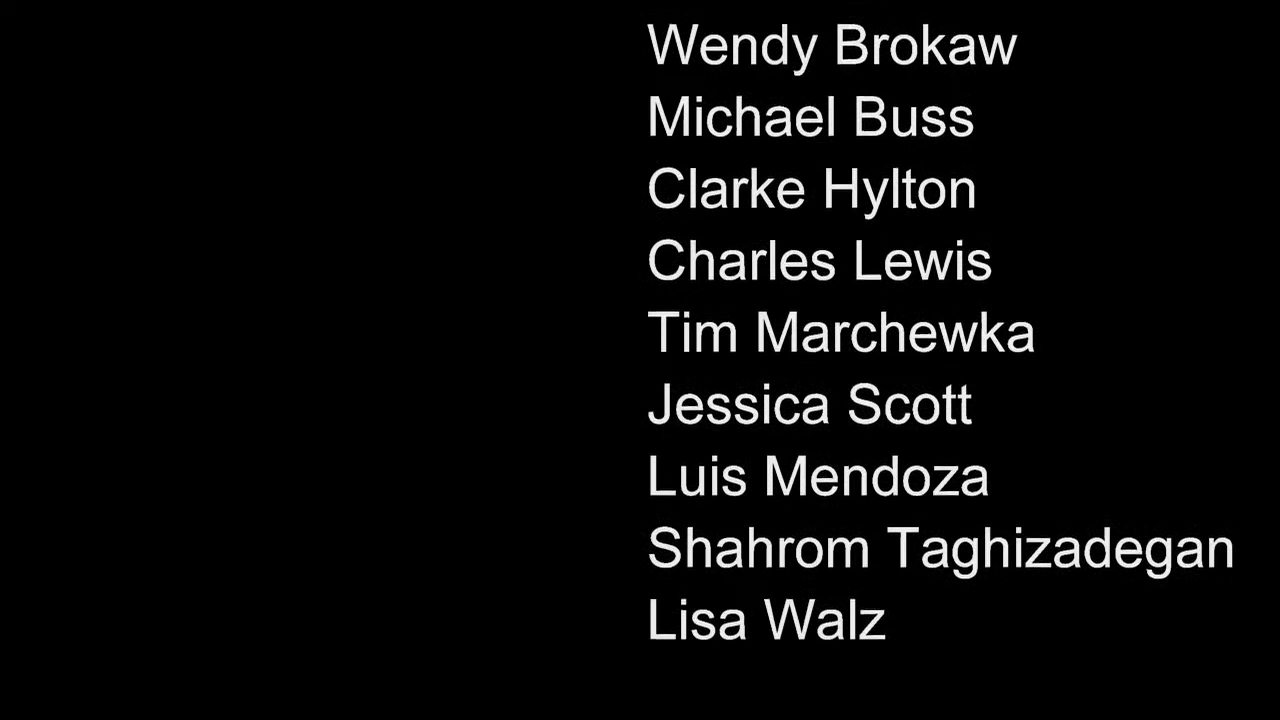 Wendy Brokaw
Michael Buss
Clarke Hylton
Charles Lewis
Tim Marchewka
Jessica Scott
Luis Mendoza
Shahrom Taghizadegan
Lisa Walz